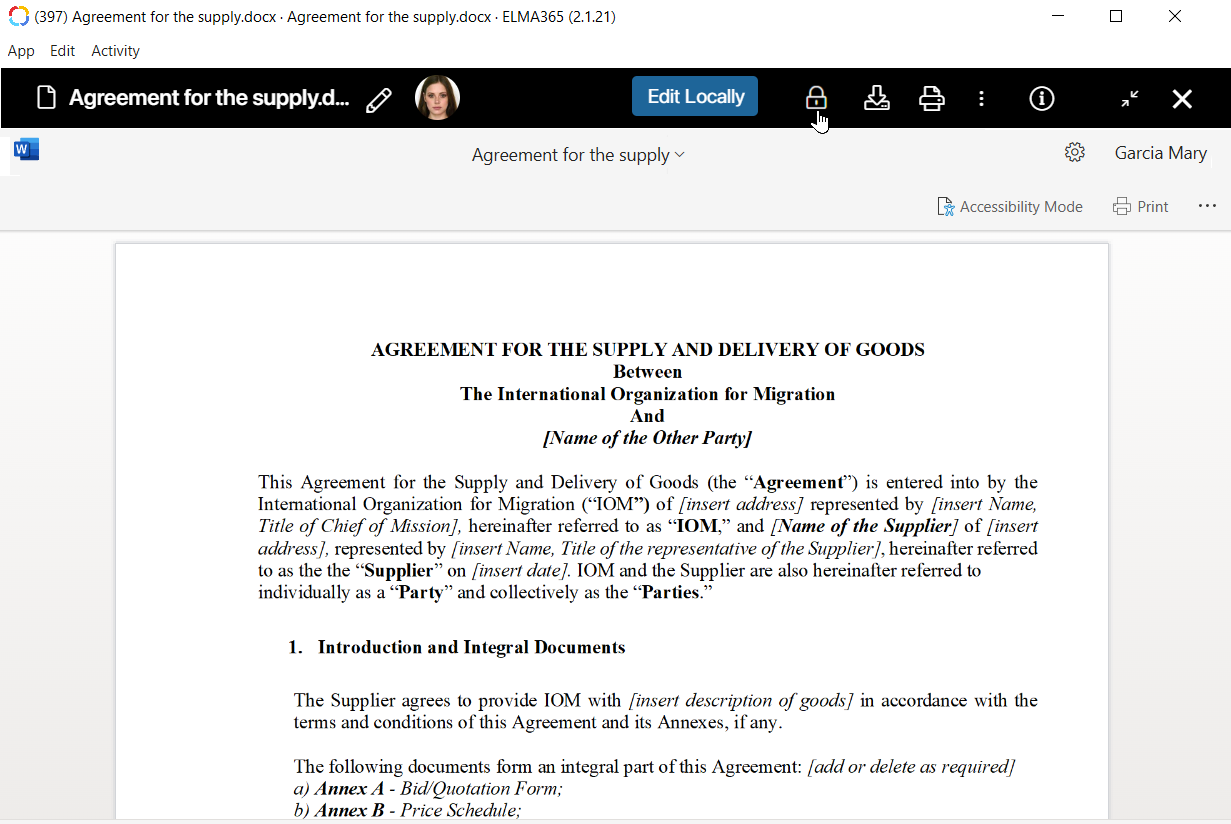 (397) Agreement for the supply.docx · Agreement for the supply.docx - ELMA365 (2.1.21)
App Edit Activity
Agreement for the supply.d... Edit Locally
W Agreement for the supply Garcia Mary
Accessibility Mode Print ...
AGREEMENT FOR THE SUPPLY AND DELIVERY OF GOODS
Between
The International Organization for Migration
And
[Name of the Other Party]
This Agreement for the Supply and Delivery of Goods (the “Agreement”) is entered into by the
International Organization for Migration (“IOM”) of [insert address] represented by [insert Name,
Title of Chief of Mission], hereinafter referred to as “IOM,” and [Name of the Supplier] of [insert
address], represented by [insert Name, Title of the representative of the Supplier], hereinafter referred
to as the the “Supplier” on [insert date]. IOM and the Supplier are also hereinafter referred to
individually as a “Party” and collectively as the “Parties.”
1. Introduction and Integral Documents
The Supplier agrees to provide IOM with [insert description of goods] in accordance with the
terms and conditions of this Agreement and its Annexes, if any.
The following documents form an integral part of this Agreement: [add or delete as required]
a) Annex A - Bid/Quotation Form;
b) Annex B - Price Schedule;